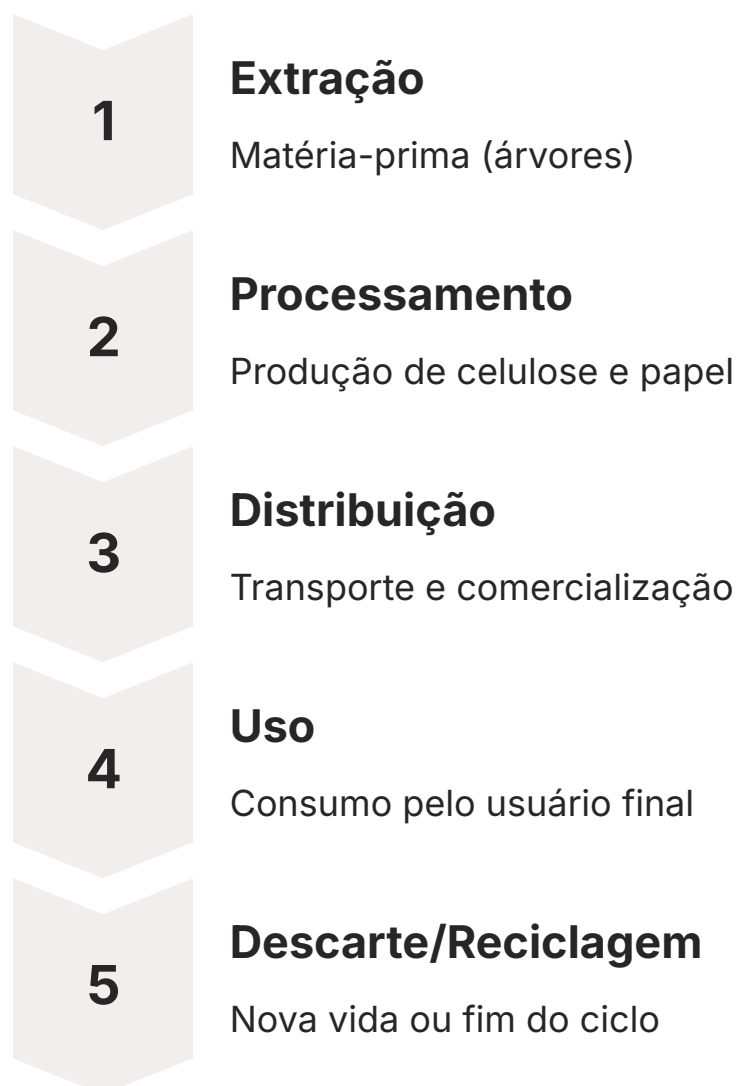 1
Extração
Matéria-prima (árvores)
2
Processamento
Produção de celulose e papel
3
Distribuição
Transporte e comercialização
4
Uso
Consumo pelo usuário final
5
Descarte/Reciclagem
Nova vida ou fim do ciclo